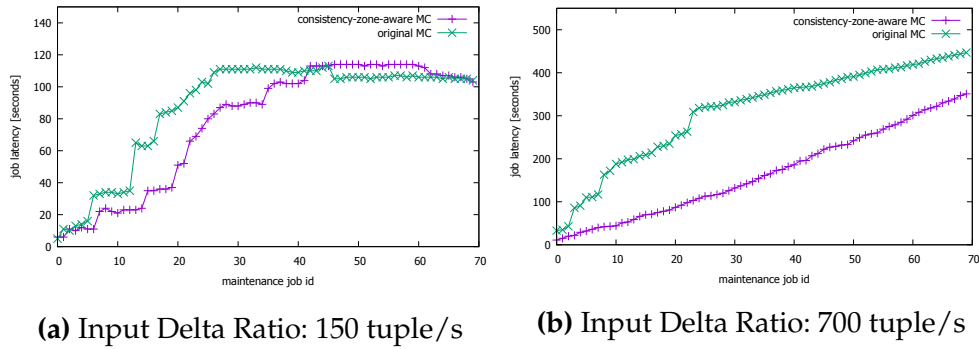 consistency-zone-aware MC
original MC
job latency [seconds]
140
120
100
80
60
40
20
0
0 10 20 30 40 50 60 70
maintenance job id
(a) Input Delta Ratio: 150 tuple/s
consistency-zone-aware MC
original MC
job latency [seconds]
500
400
300
200
100
0
0 10 20 30 40 50 60 70
maintenance job id
(b) Input Delta Ratio: 700 tuple/s